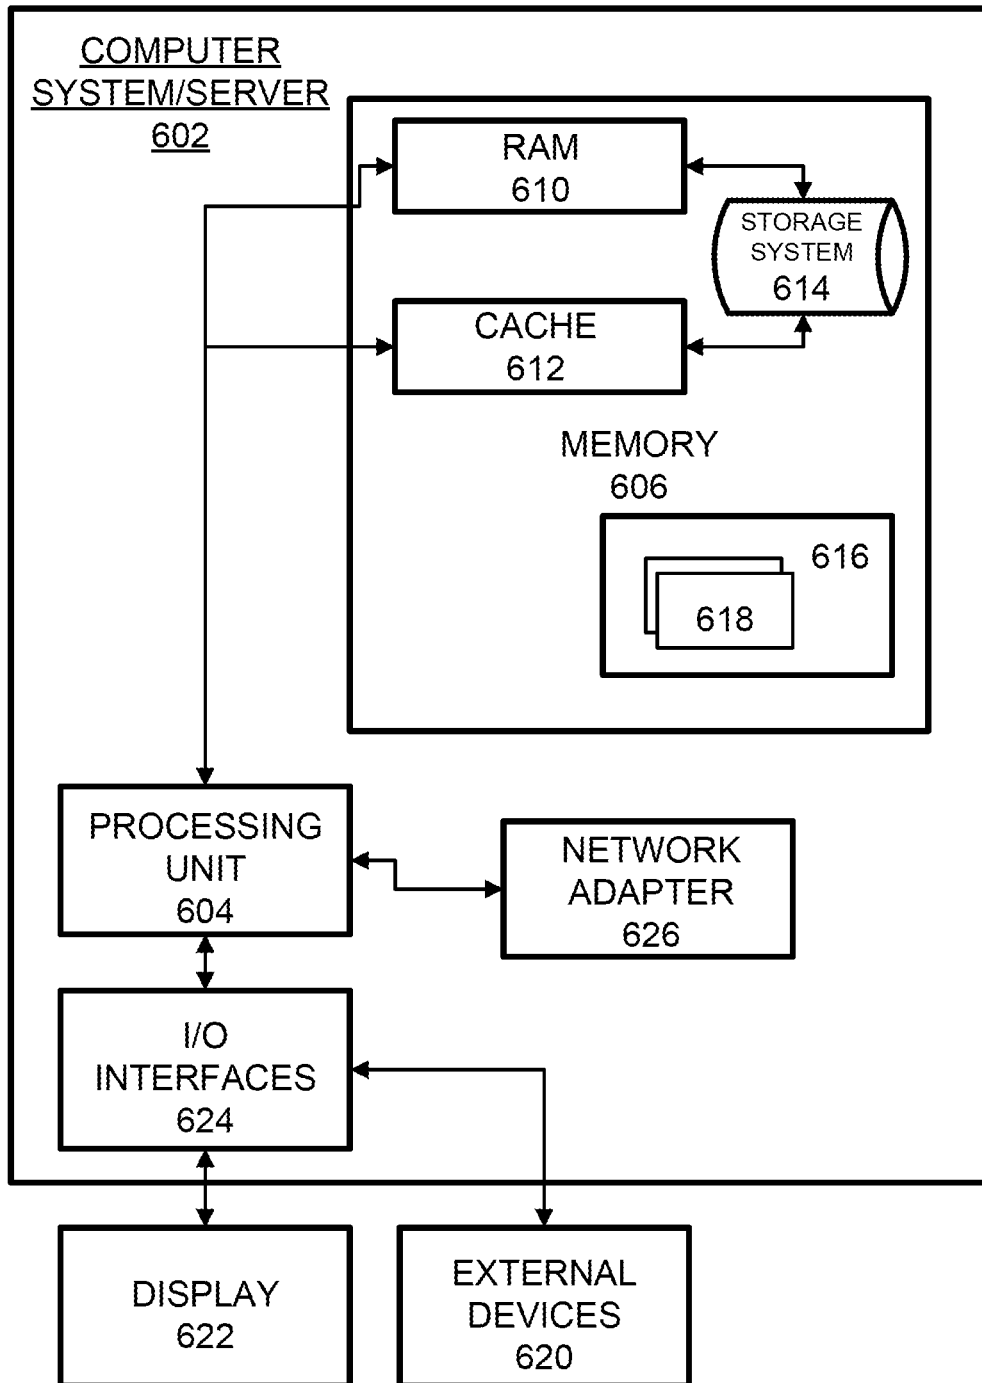 COMPUTER
SYSTEM/SERVER
602
RAM
610
STORAGE
SYSTEM
614
CACHE
612
MEMORY
606
616
618
PROCESSING
UNIT
604
NETWORK
ADAPTER
626
I/O
INTERFACES
624
DISPLAY
622
EXTERNAL
DEVICES
620